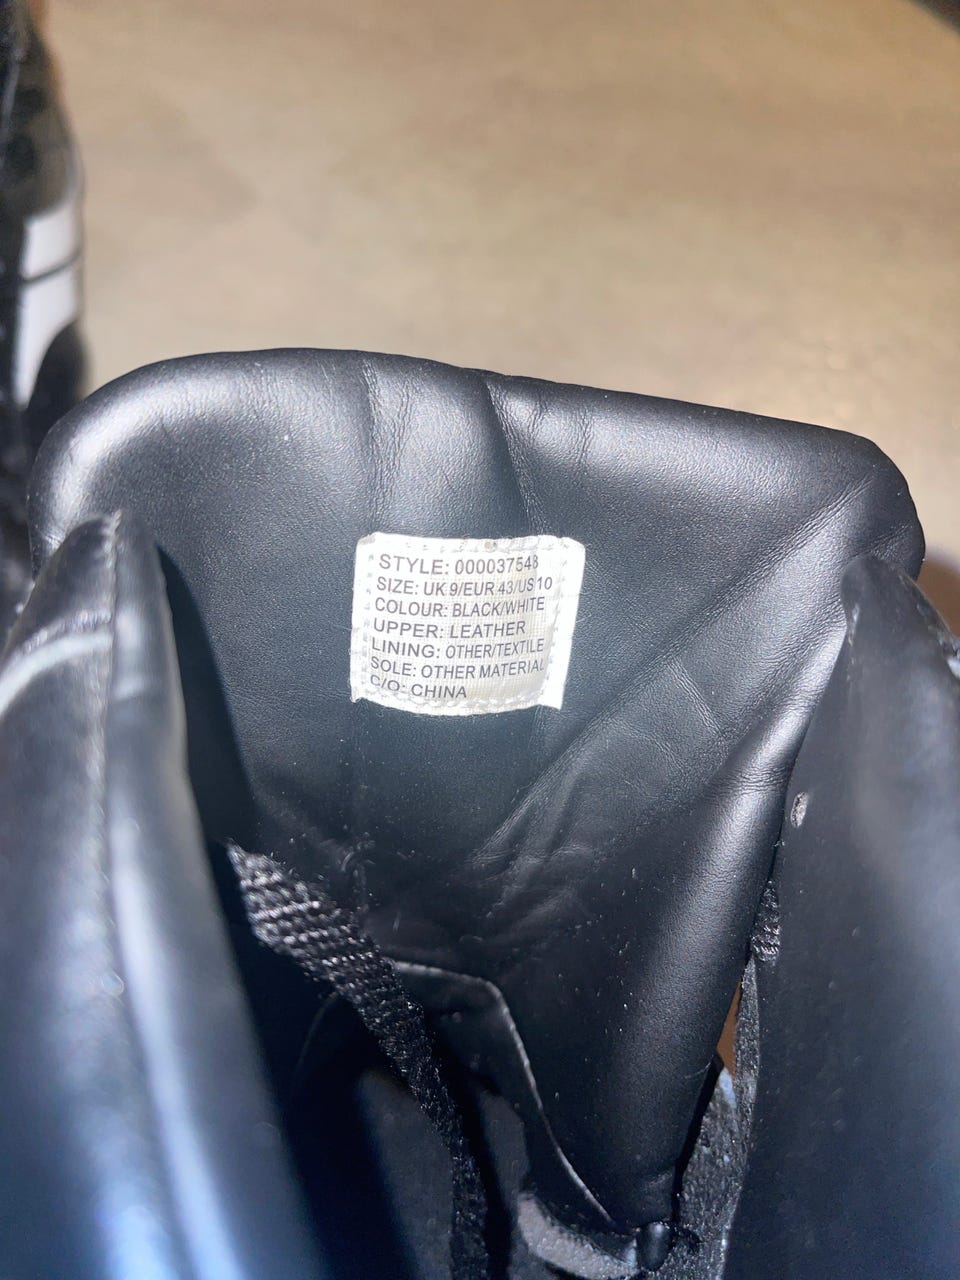 STYLE: 000037548
SIZE: UK 9/EUR 43/US 10
COLOUR: BLACK/WHITE
UPPER: LEATHER
LINING: OTHER/TEXTILE
SOLE: OTHER MATERIAL
C/O: CHINA